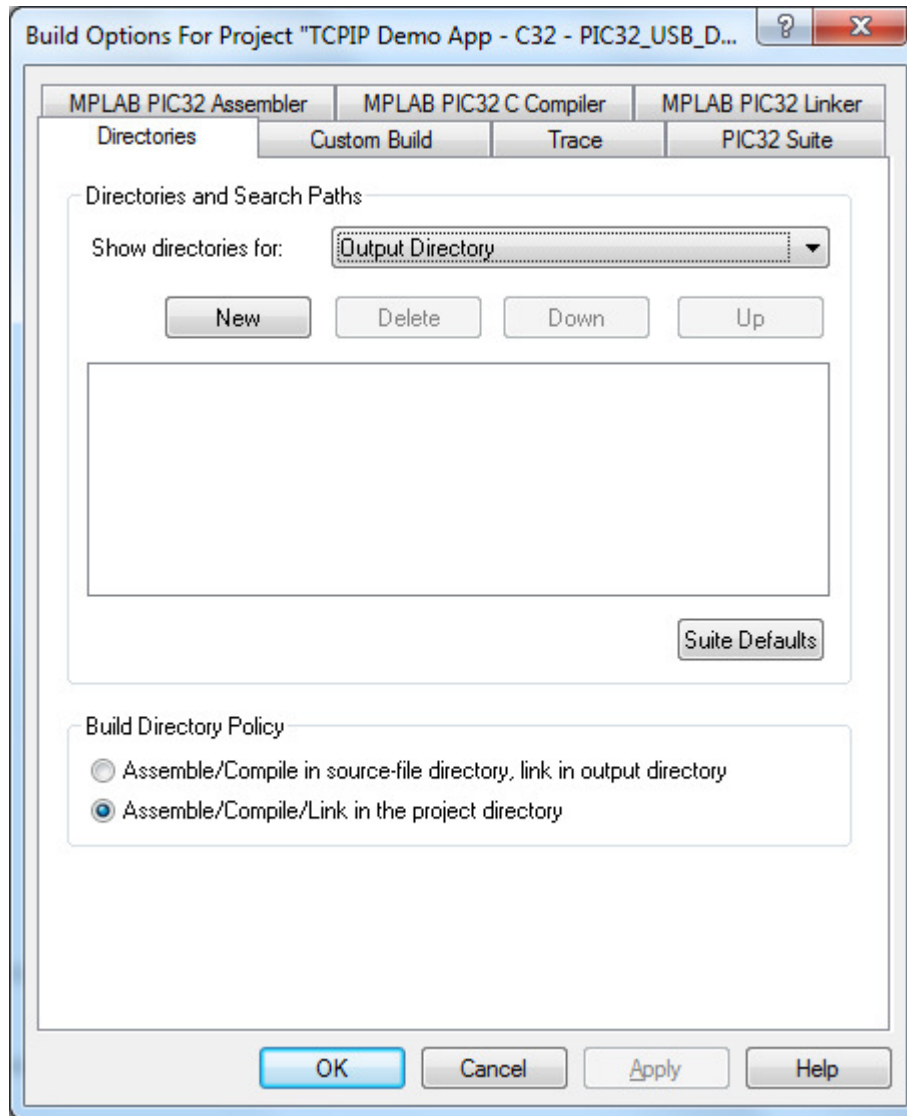 Build Options For Project "TCPIP Demo App - C32 - PIC32_USB_D...
MPLAB PIC32 Assembler MPLAB PIC32 C Compiler MPLAB PIC32 Linker
Directories Custom Build Trace PIC32 Suite
Directories and Search Paths
Show directories for: Output Directory
New Delete Down Up
Suite Defaults
Build Directory Policy
Assemble/Compile in source-file directory, link in output directory
Assemble/Compile/Link in the project directory
OK Cancel Apply Help